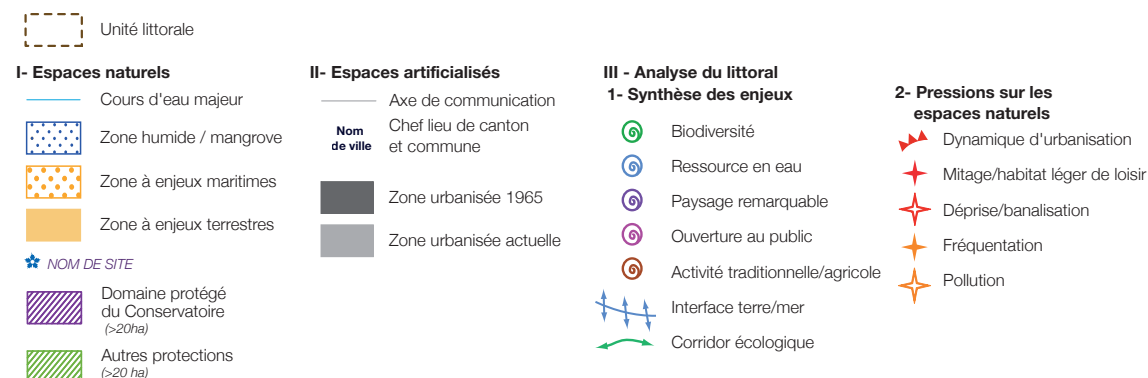 Unité littorale
I- Espaces naturels
Cours d'eau majeur
Zone humide / mangrove
Zone à enjeux maritimes
Zone à enjeux terrestres
NOM DE SITE
Domaine protégé
du Conservatoire
(>20ha)
Autres protections
(>20 ha)
II- Espaces artificialisés
Axe de communication
Nom
de ville
Chef lieu de canton
et commune
Zone urbanisée 1965
Zone urbanisée actuelle
III - Analyse du littoral
1- Synthèse des enjeux
Biodiversité
Ressource en eau
Paysage remarquable
Ouverture au public
Activité traditionnelle/agricole
Interface terre/mer
Corridor écologique
2- Pressions sur les
espaces naturels
Dynamique d'urbanisation
Mitage/habitat léger de loisir
Déprise/banalisation
Fréquentation
Pollution